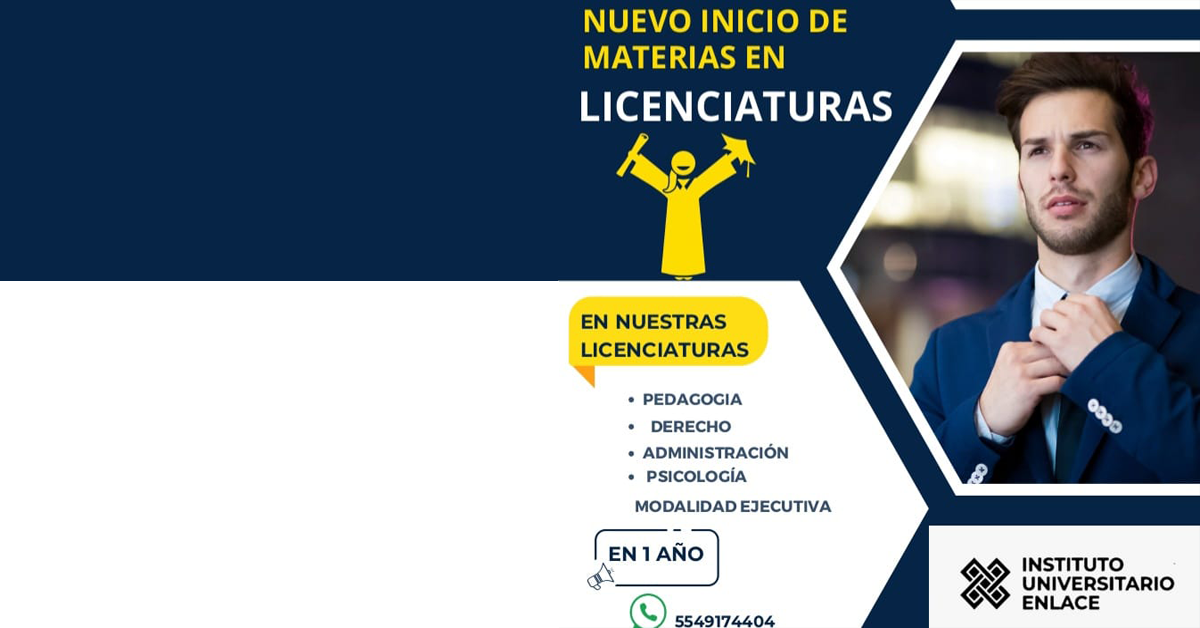 NUEVO INICIO DE
MATERIAS EN
LICENCIATURAS
EN NUESTRAS
LICENCIATURAS
• PEDAGOGIA
• DERECHO
• ADMINISTRACIÓN
• PSICOLOGÍA
MODALIDAD EJECUTIVA
EN 1 AÑO
5549174404
INSTITUTO
UNIVERSITARIO
ENLACE